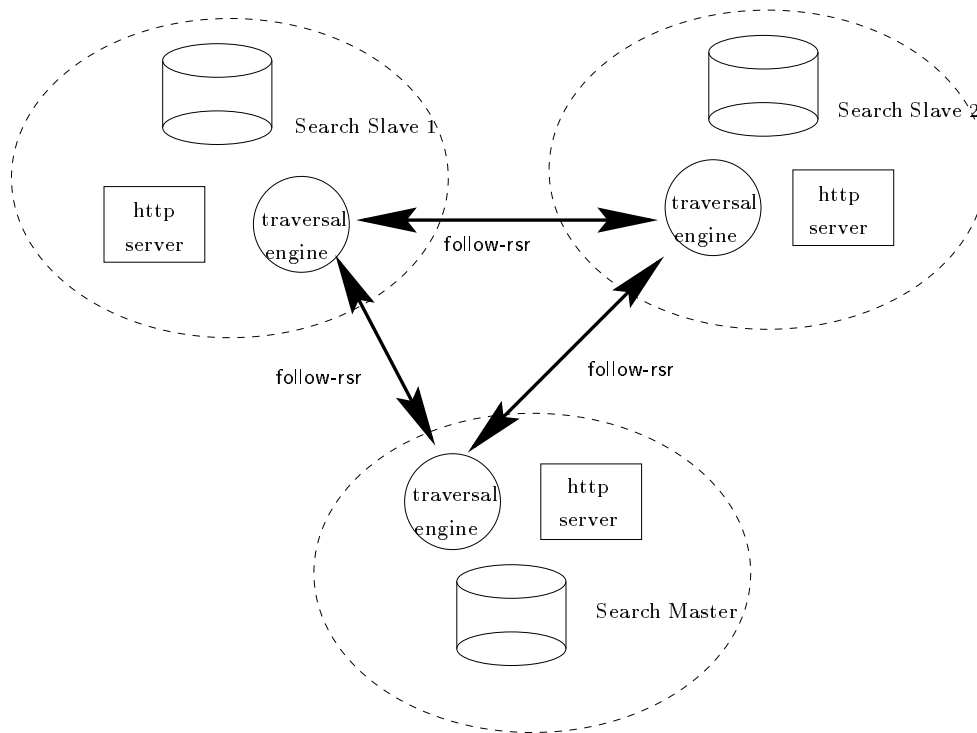 Search Slave 1
http
server
traversal
engine
Search Slave 2
traversal
engine
http
server
follow-rsr
follow-rsr
follow-rsr
traversal
engine
http
server
Search Master